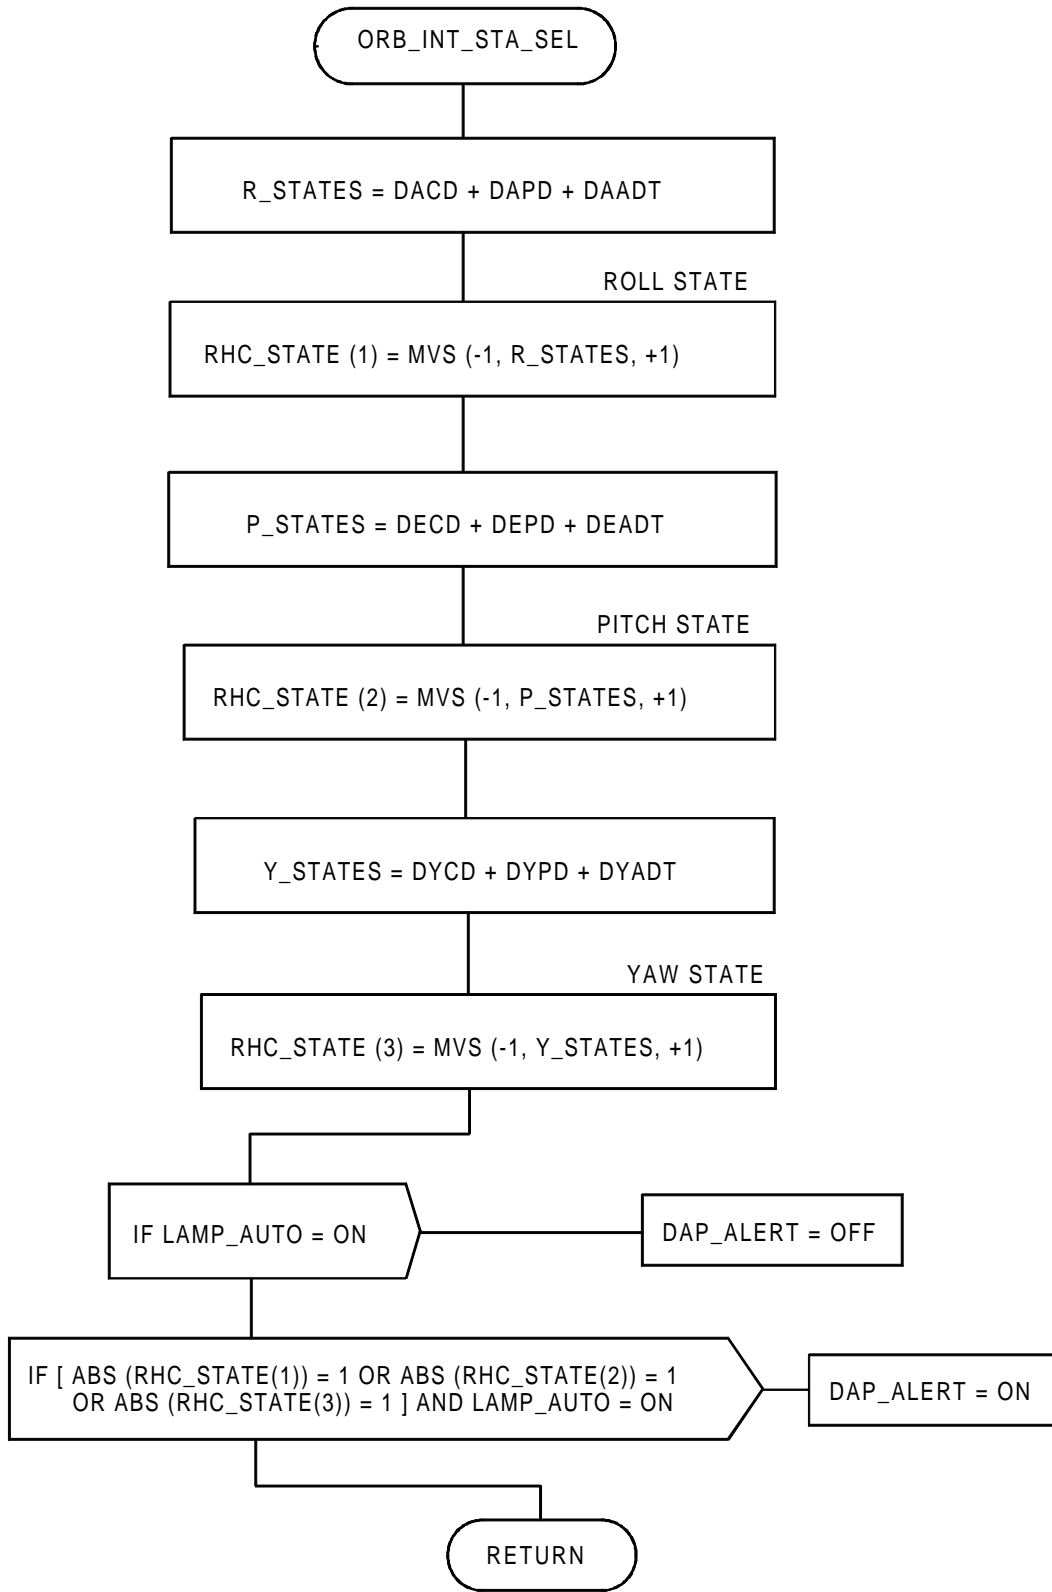 ORB_INT_STA_SEL
R_STATES = DACD + DAPD + DAADT
ROLL STATE
RHC_STATE (1) = MVS (-1, R_STATES, +1)
P_STATES = DECD + DEPD + DEADT
PITCH STATE
RHC_STATE (2) = MVS (-1, P_STATES, +1)
Y_STATES = DYCD + DYPD + DYADT
YAW STATE
RHC_STATE (3) = MVS (-1, Y_STATES, +1)
IF LAMP_AUTO = ON
DAP_ALERT = OFF
IF [ ABS (RHC_STATE(1)) = 1 OR ABS (RHC_STATE(2)) = 1
OR ABS (RHC_STATE(3)) = 1 ] AND LAMP_AUTO = ON
DAP_ALERT = ON
RETURN